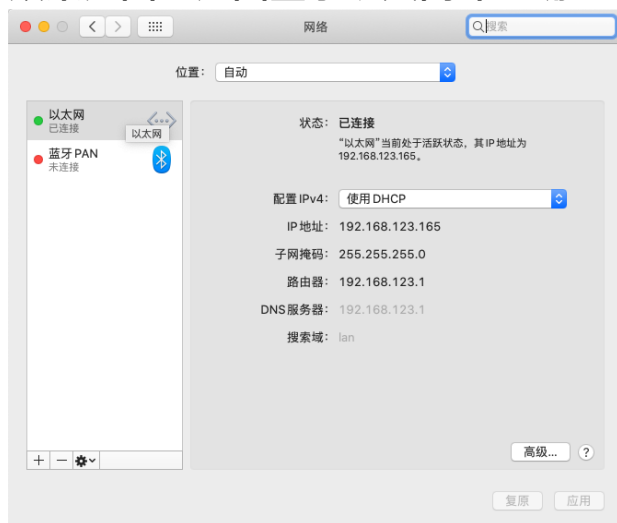 网络
搜索
位置: 自动
以太网
已连接
以太网
蓝牙 PAN
未连接
状态: 已连接
“以太网”当前处于活跃状态，其 IP 地址为
192.168.123.165。
配置 IPv4: 使用 DHCP
IP 地址: 192.168.123.165
子网掩码: 255.255.255.0
路由器: 192.168.123.1
DNS 服务器: 192.168.123.1
搜索域: lan
高级... ?
复原 应用